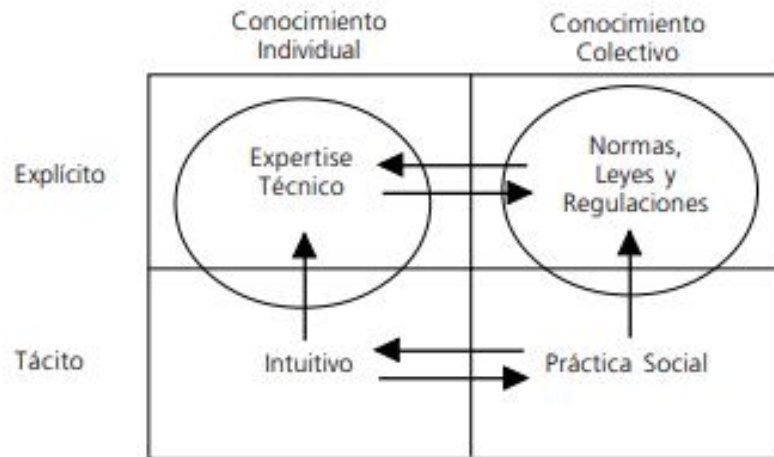 Conocimiento
Individual
Conocimiento
Colectivo
Explícito
Expertise
Técnico
Normas,
Leyes y
Regulaciones
Tácito
Intuitivo
Práctica Social